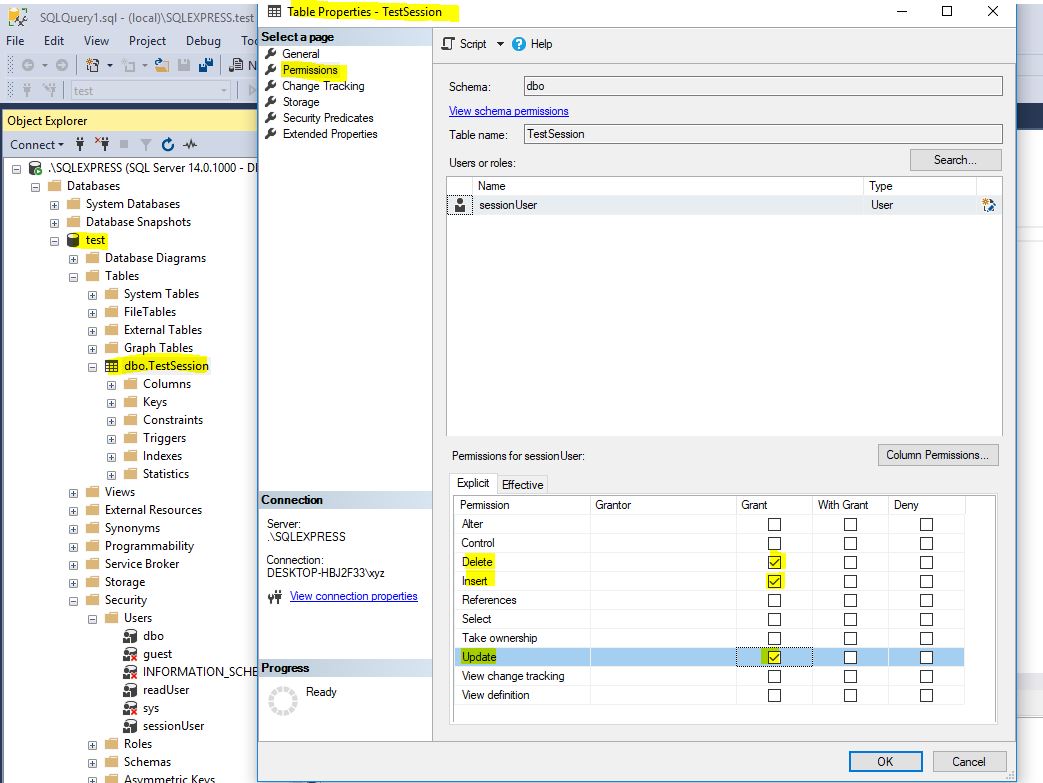 SQLQuery1.sql - (local)\SQLEXPRESS.test
File Edit View Project Debug
test
Object Explorer
Connect
.\SQLEXPRESS (SQL Server 14.0.1000 -
Databases
System Databases
Database Snapshots
test
Database Diagrams
Tables
System Tables
FileTables
External Tables
Graph Tables
dbo.TestSession
Columns
Keys
Constraints
Triggers
Indexes
Statistics
Views
External Resources
Synonyms
Programmability
Service Broker
Storage
Security
Users
dbo
guest
INFORMATION_SCHE
readUser
sys
sessionUser
Roles
Schemas
Asymmetric Keys
Table Properties - TestSession
Select a page
General
Permissions
Change Tracking
Storage
Security Predicates
Extended Properties
Connection
Server:
.\SQLEXPRESS
Connection:
DESKTOP-HBJ2F33\xyz
View connection properties
Progress
Ready
Script Help
Schema: dbo
View schema permissions
Table name: TestSession
Users or roles: Search...
Name Type
sessionUser User
Permissions for sessionUser: Column Permissions...
Explicit Effective
Permission Grantor Grant With Grant Deny
Alter
Control
Delete
Insert
References
Select
Take ownership
Update
View change tracking
View definition
OK Cancel